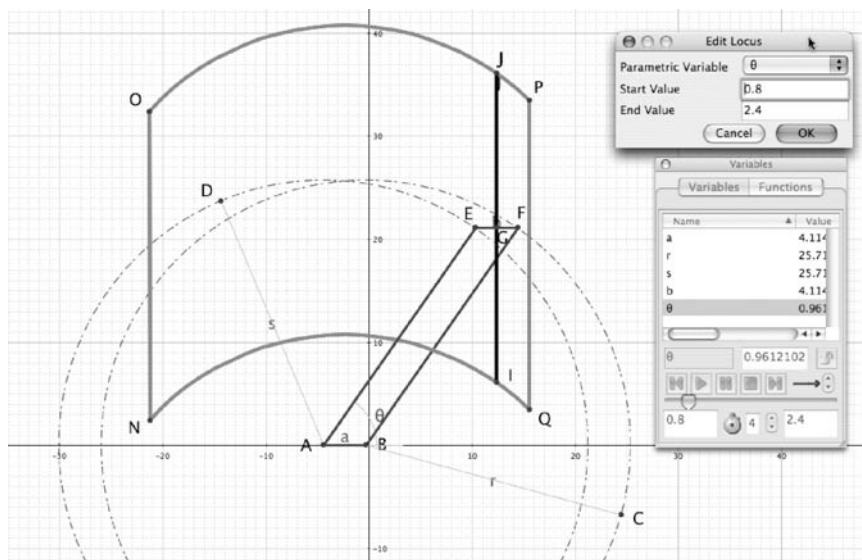 Edit Locus
Parametric Variable θ
Start Value 0.8
End Value 2.4
Cancel OK
Variables
Variables Functions
Name Value
a 4.114
r 25.71
s 25.71
b 4.114
θ 0.961
θ 0.9612102
0.8 4 2.4
40
J
P
O
30
D
E F
G
20
s
10
I
N
Q
θ
A a B
-30 -20 -10 0 10 20 30 40
r
C
-10